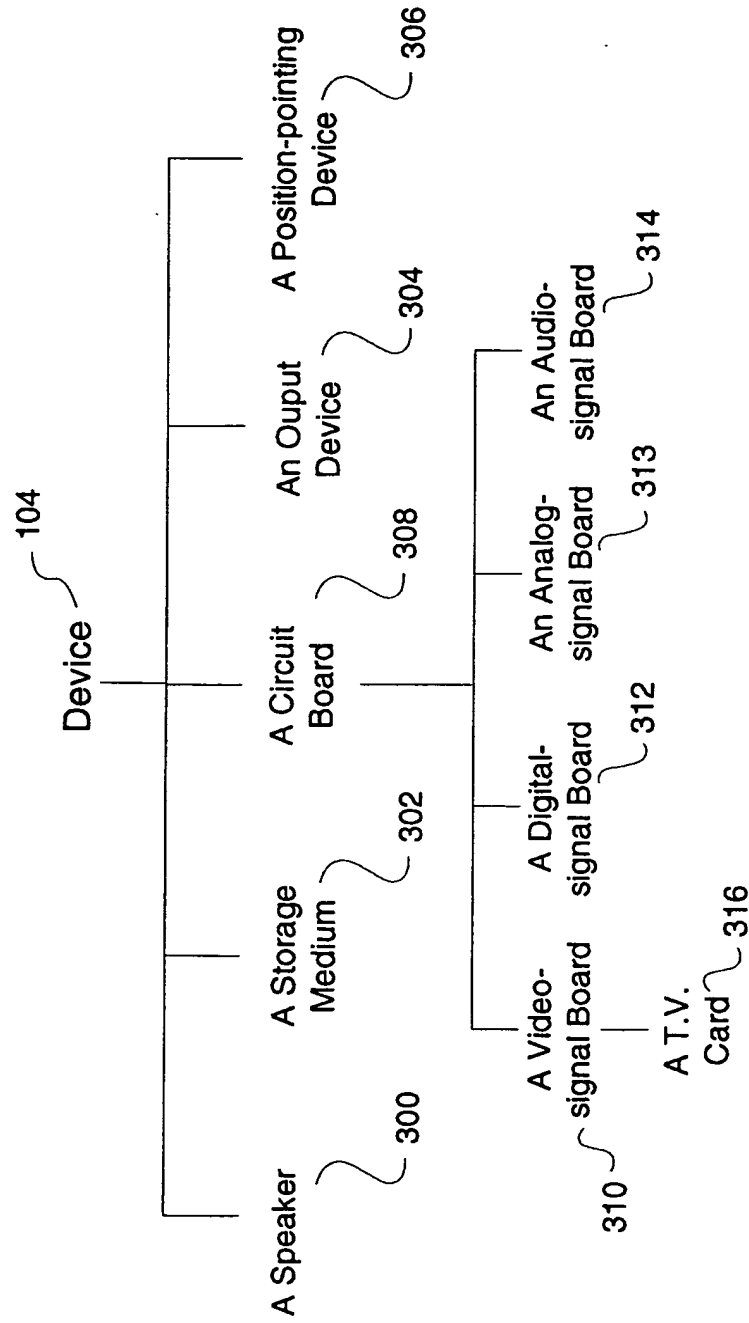 Device
104
A Speaker
300
A Storage
Medium
302
A Circuit
Board
308
An Ouput
Device
304
A Position-pointing
Device
306
A Video-
signal Board
310
A Digital-
signal Board
312
An Analog-
signal Board
313
An Audio-
signal Board
314
A T.V.
Card
316